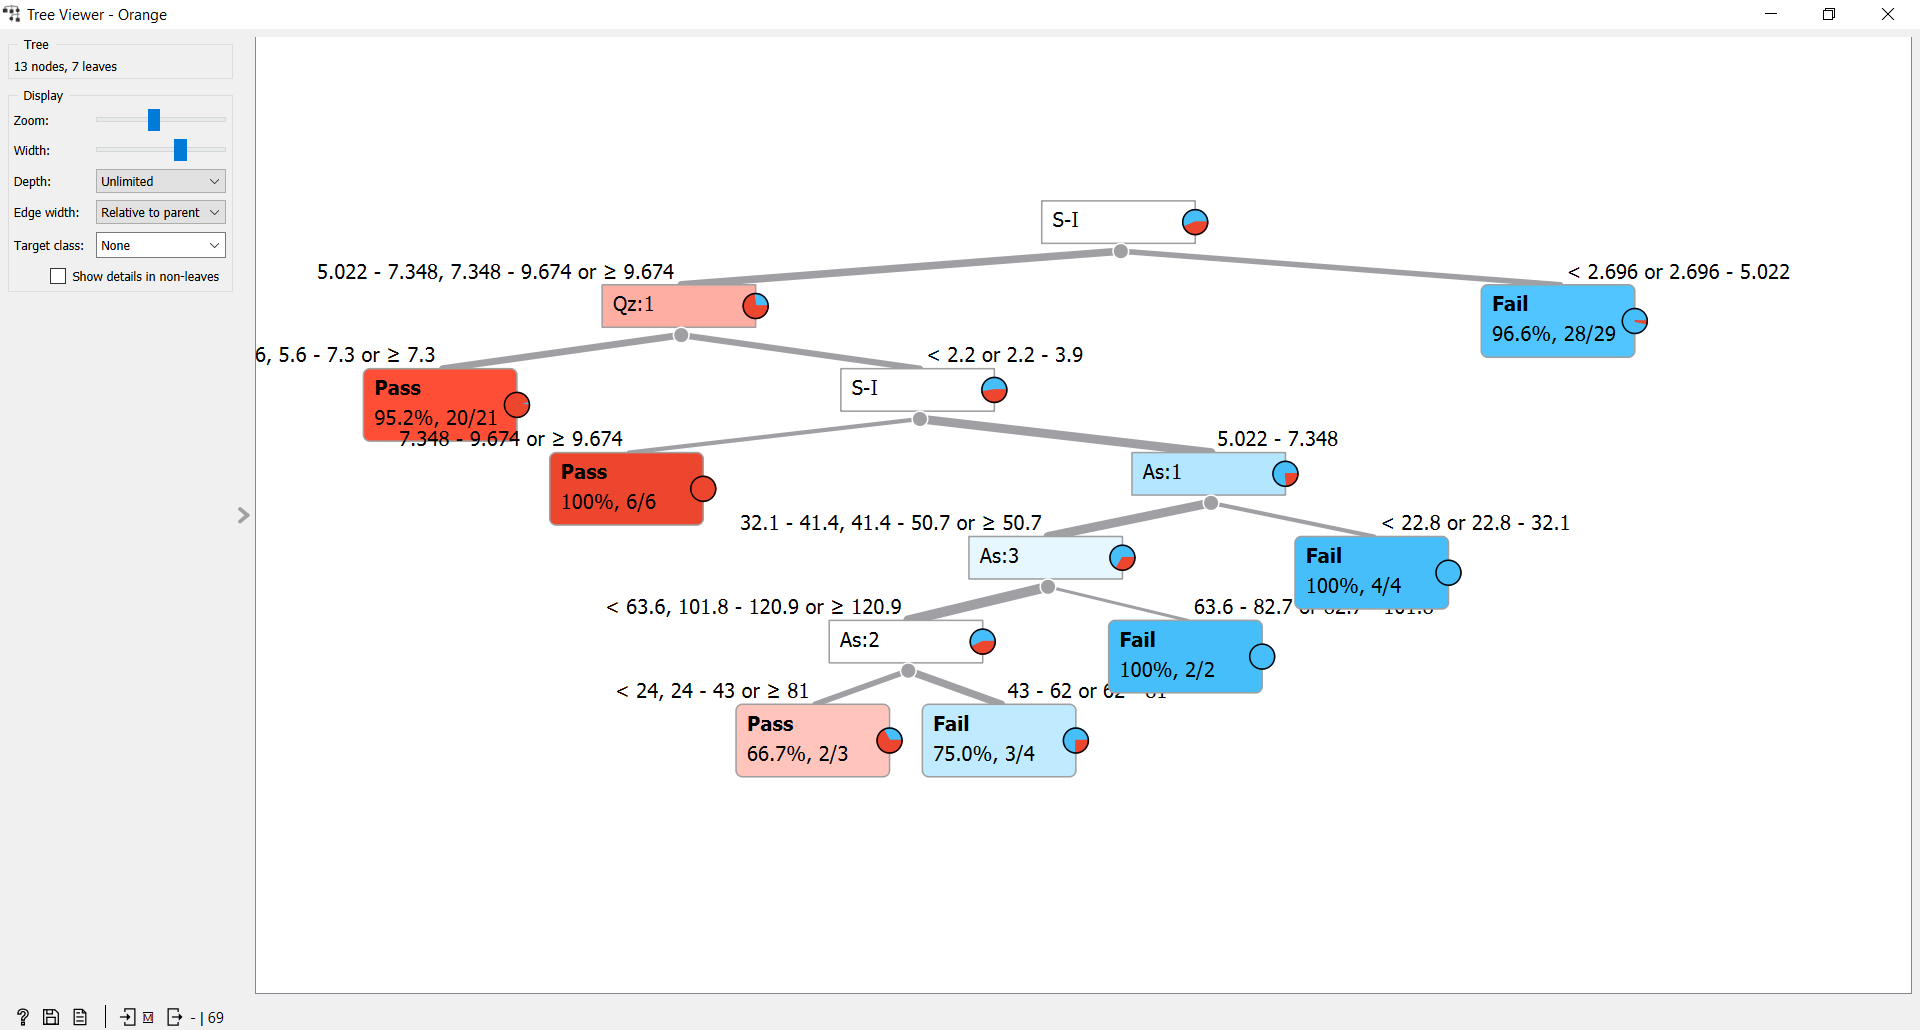 Tree Viewer - Orange
Tree
13 nodes, 7 leaves
Display
Zoom:
Width:
Depth: Unlimited
Edge width: Relative to parent
Target class: None
Show details in non-leaves
S-I
5.022 - 7.348, 7.348 - 9.674 or ≥ 9.674
< 2.696 or 2.696 - 5.022
Qz:1
Fail
96.6%, 28/29
6, 5.6 - 7.3 or ≥ 7.3
< 2.2 or 2.2 - 3.9
Pass
95.2%, 20/21
S-I
7.348 - 9.674 or ≥ 9.674
5.022 - 7.348
Pass
100%, 6/6
As:1
32.1 - 41.4, 41.4 - 50.7 or ≥ 50.7
< 22.8 or 22.8 - 32.1
As:3
Fail
100%, 4/4
< 63.6, 101.8 - 120.9 or ≥ 120.9
63.6 - 82.7 or 82.7 - 101.8
As:2
Fail
100%, 2/2
< 24, 24 - 43 or ≥ 81
43 - 62 or 62 - 81
Pass
66.7%, 2/3
Fail
75.0%, 3/4
? M - | 69